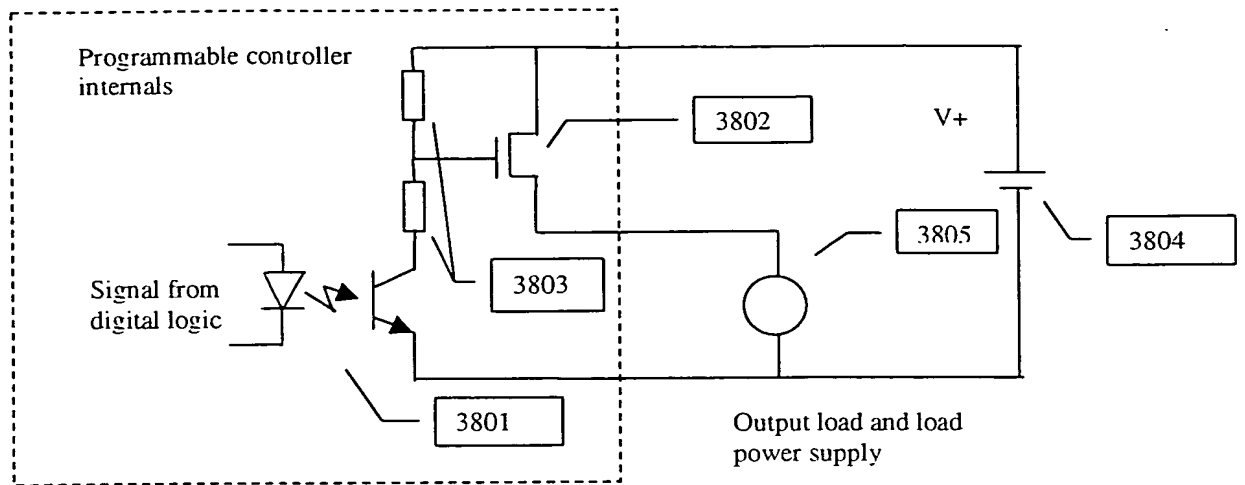 Programmable controller
internals
3802
V+
3805
3804
3803
Signal from
digital logic
3801
Output load and load
power supply